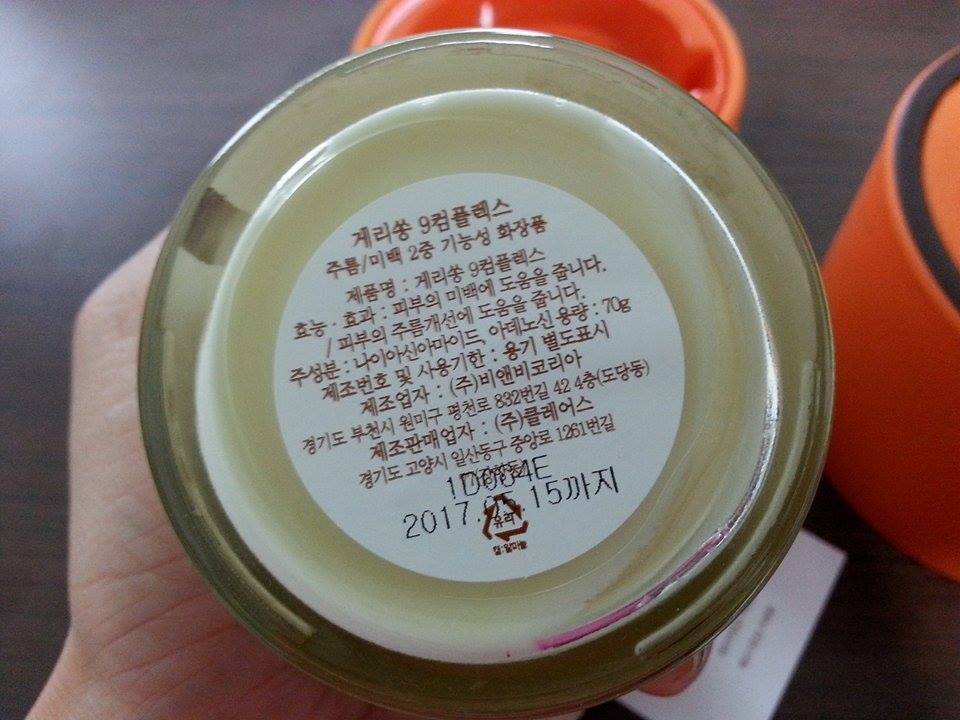 게리쏭 9컴플렉스
주름/미백 2중 기능성 화장품
제품명 : 게리쏭 9컴플렉스
효능·효과 : 피부의 미백에 도움을 줍니다.
/ 피부의 주름개선에 도움을 줍니다.
주성분 : 나이아신아마이드, 아데노신 용량 : 70g
제조번호 및 사용기한 : 용기 별도표시
제조업자 : (주)비앤비코리아
경기도 부천시 원미구 평천로 832번길 42 4층(도당동)
제조판매업자 : (주)클레어스
경기도 고양시 일산동구 중앙로 1261번길
1D004E
2017.05.15까지
유리